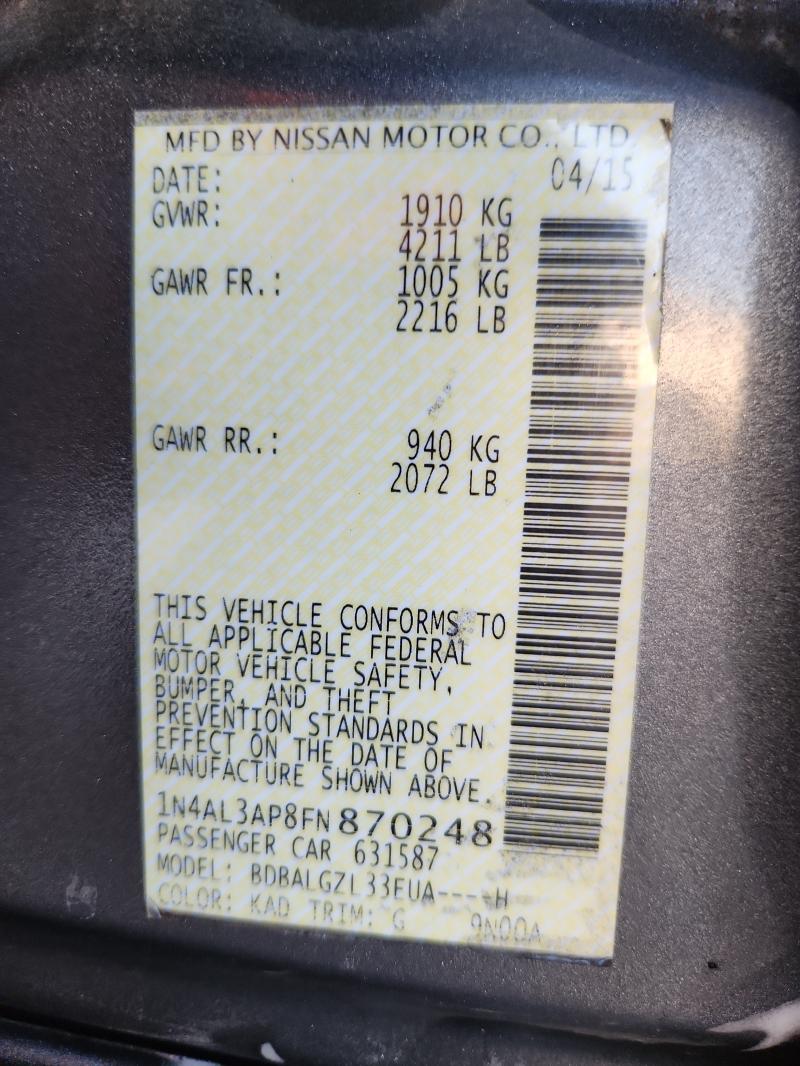 MFD BY NISSAN MOTOR CO., LTD.
DATE: 04/15
GVWR: 1910 KG
4211 LB
GAWR FR.: 1005 KG
2216 LB
GAWR RR.: 940 KG
2072 LB
THIS VEHICLE CONFORMS TO
ALL APPLICABLE FEDERAL
MOTOR VEHICLE SAFETY,
BUMPER, AND THEFT
PREVENTION STANDARDS IN
EFFECT ON THE DATE OF
MANUFACTURE SHOWN ABOVE.
1N4AL3AP8FN870248
PASSENGER CAR 631587
MODEL: BDBALGZL33EUA----H
COLOR: KAD TRIM: G 9N00A